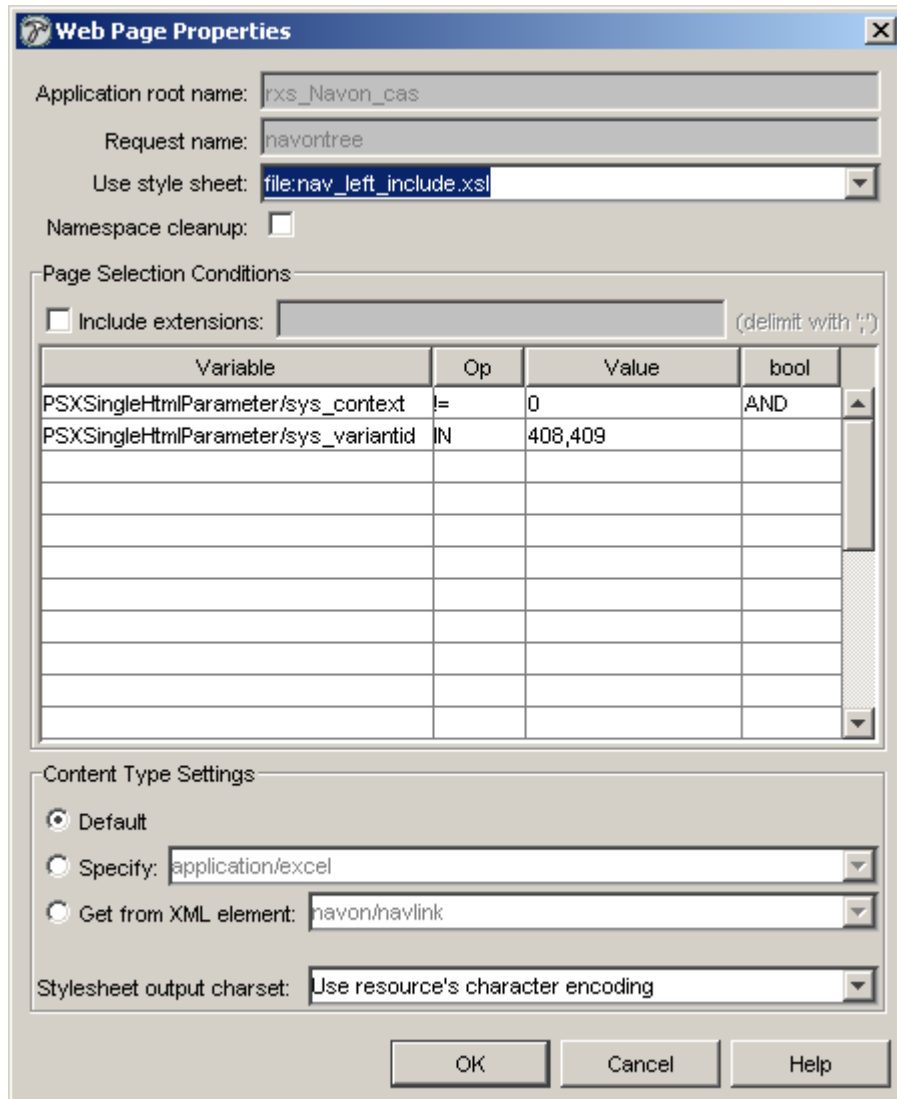 Web Page Properties
Application root name: rxs_Navon_cas
Request name: navontree
Use style sheet: file:nav_left_include.xsl
Namespace cleanup:
Page Selection Conditions
Include extensions: (delimit with ';')
Variable Op Value bool
PSXSingleHtmlParameter/sys_context != 0 AND
PSXSingleHtmlParameter/sys_variantid IN 408,409
Content Type Settings
Default
Specify: application/excel
Get from XML element: navon/navlink
Stylesheet output charset: Use resource's character encoding
OK Cancel Help